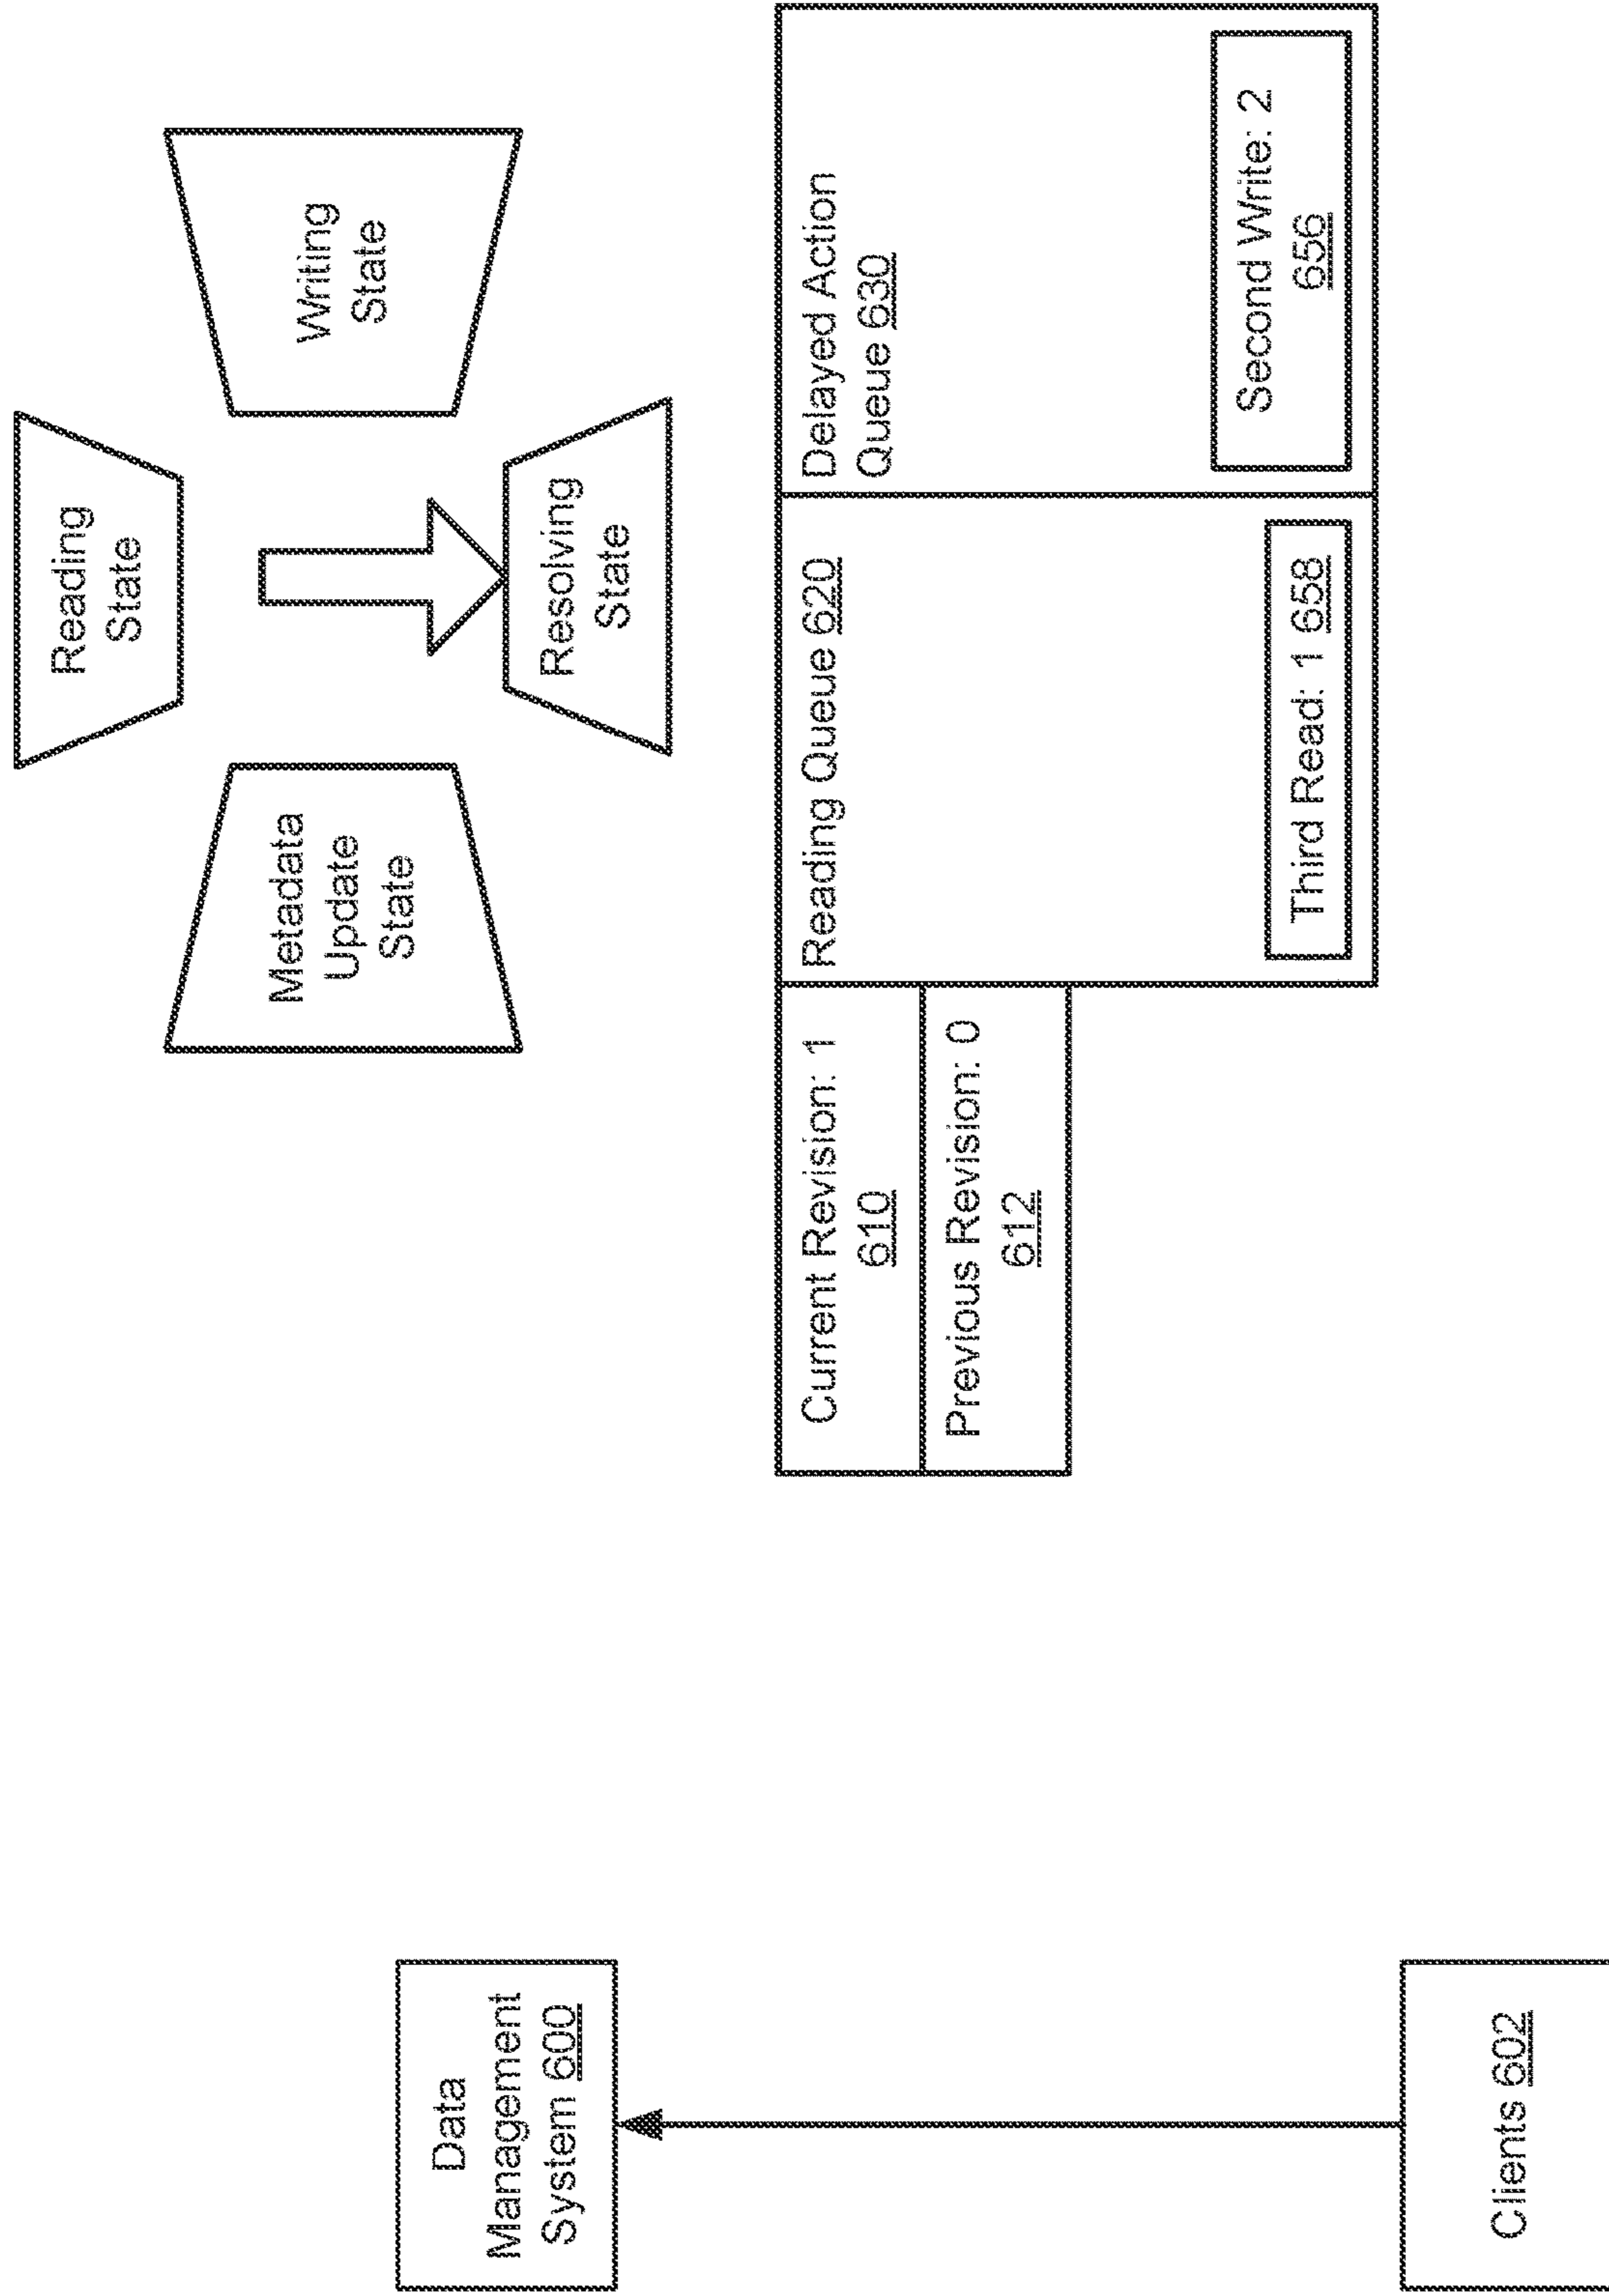 Data
Management
System 600
Clients 602
Reading
State
Metadata
Update
State
Writing
State
Resolving
State
Current Revision: 1
610
Previous Revision: 0
612
Reading Queue 620
Third Read: 1 658
Delayed Action
Queue 630
Second Write: 2
656